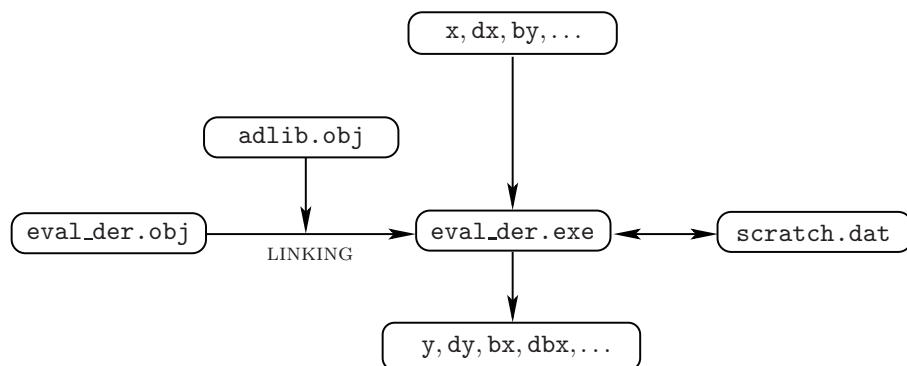 x, dx, by, ...
adlib.obj
eval_der.obj
LINKING
eval_der.exe
scratch.dat
y, dy, bx, dbx, ...